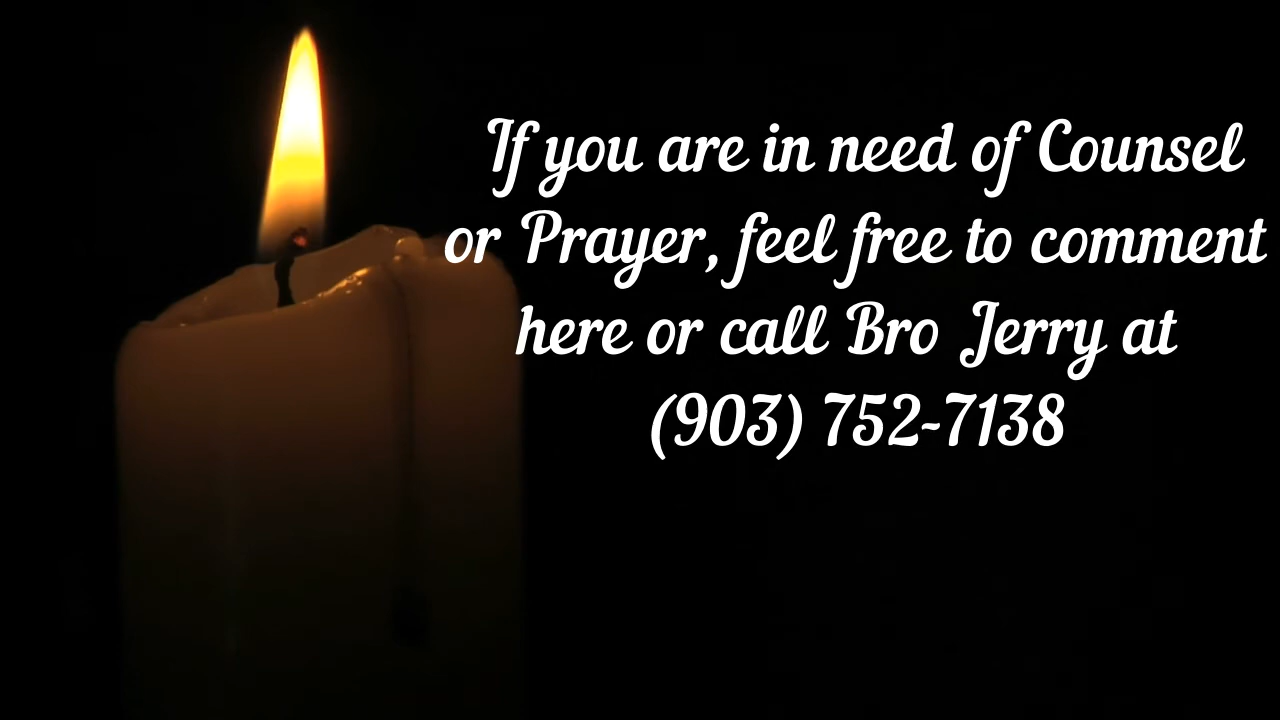 If you are in need of Counsel
or Prayer, feel free to comment
here or call Bro Jerry at
(903) 752-7138